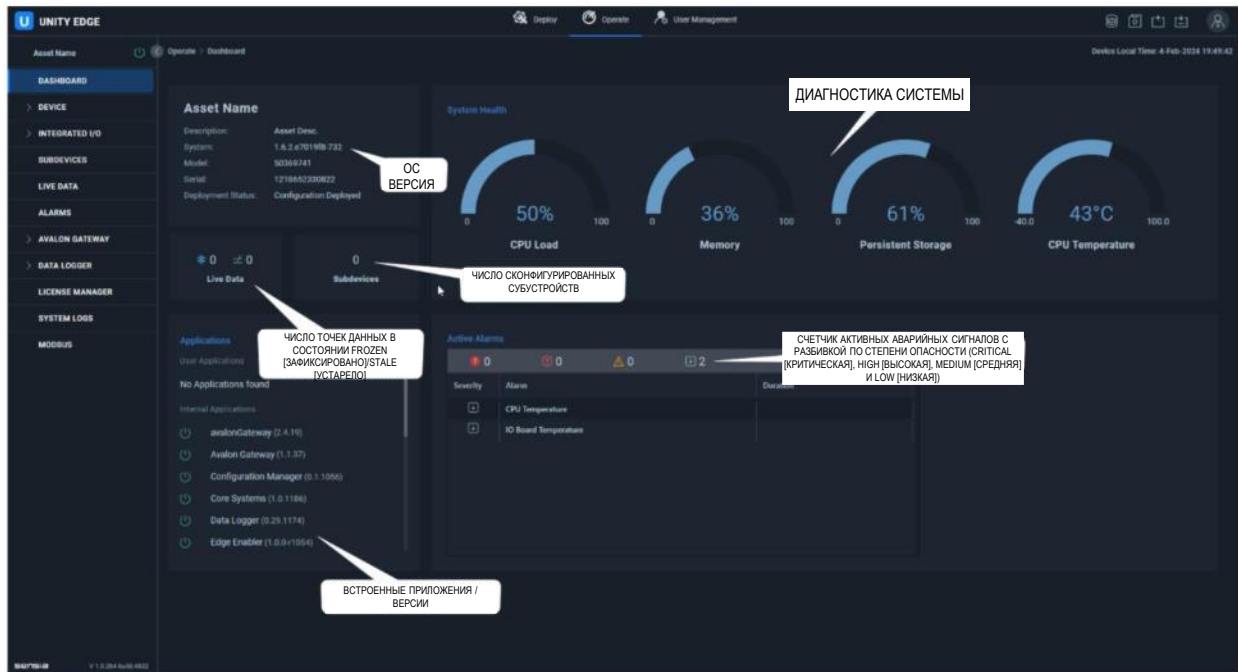 UNITY EDGE
Deploy
Operate
User Management
Asset Name
Operate > Dashboard
Device Local Time: 4-Feb-2024 19:49:42
DASHBOARD
DEVICE
INTEGRATED I/O
SUBDEVICES
LIVE DATA
ALARMS
AVALON GATEWAY
DATA LOGGER
LICENSE MANAGER
SYSTEM LOGS
MODBUS
Asset Name
Description: Asset Desc.
System: 1.6.2.e7019f8-732
Model: 50369741
Serial: 1218652330822
Deployment Status: Configuration Deployed
ОС
ВЕРСИЯ
System Health
ДИАГНОСТИКА СИСТЕМЫ
0 50% 100
CPU Load
0 36% 100
Memory
0 61% 100
Persistent Storage
-40.0 43°C 100.0
CPU Temperature
0 0
Live Data
0
Subdevices
ЧИСЛО СКОНФИГУРИРОВАННЫХ
СУБУСТРОЙСТВ
ЧИСЛО ТОЧЕК ДАННЫХ В
СОСТОЯНИИ FROZEN
[ЗАФИКСИРОВАНО]/STALE
[УСТАРЕЛО]
Applications
User Applications
No Applications found
Internal Applications
avalonGateway (2.4.19)
Avalon Gateway (1.1.37)
Configuration Manager (0.1.1056)
Core Systems (1.0.1186)
Data Logger (0.25.1174)
Edge Enabler (1.0.0-r1054)
ВСТРОЕННЫЕ ПРИЛОЖЕНИЯ /
ВЕРСИИ
Active Alarms
0 0 0 2
СЧЕТЧИК АКТИВНЫХ АВАРИЙНЫХ СИГНАЛОВ С
РАЗБИВКОЙ ПО СТЕПЕНИ ОПАСНОСТИ (CRITICAL
[КРИТИЧЕСКАЯ], HIGH [ВЫСОКАЯ], MEDIUM [СРЕДНЯЯ]
И LOW [НИЗКАЯ])
Severity Alarm Duration
CPU Temperature
IO Board Temperature
sensia